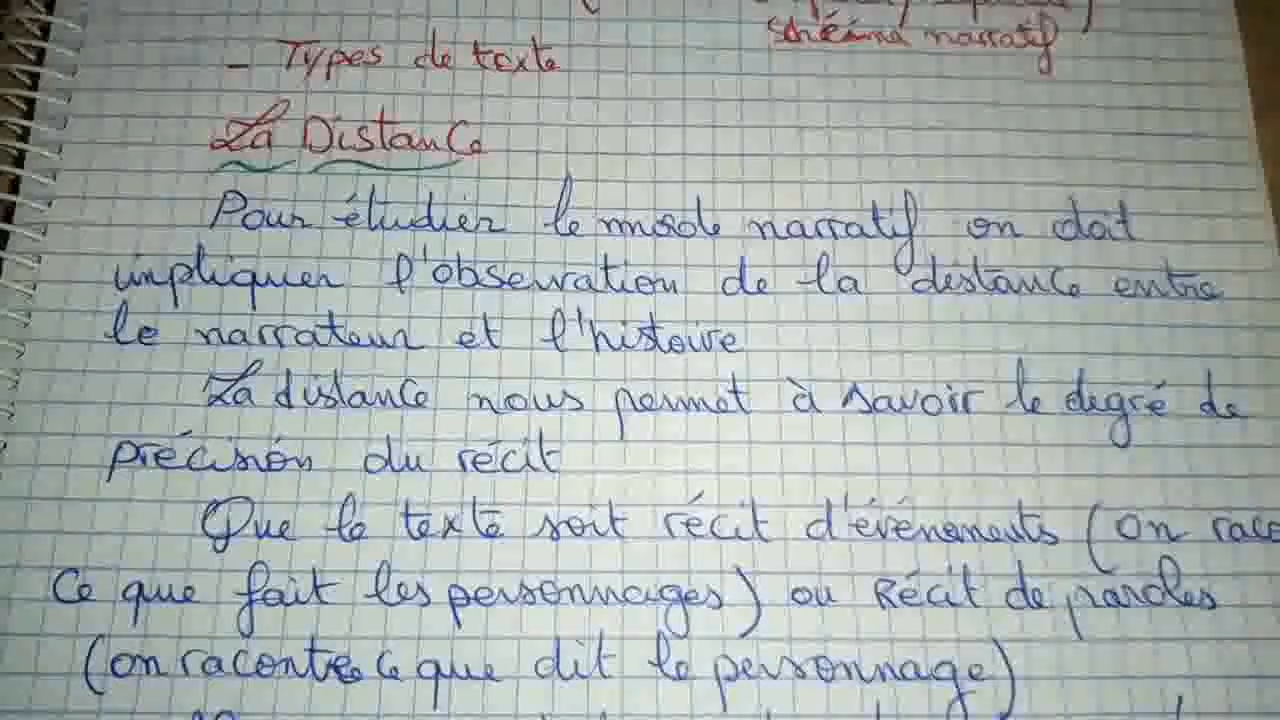 schéma narratif
- Types de texte
La Distance
Pour étudier le mode narratif on doit
impliquer l'observation de la distance entre
le narrateur et l'histoire
La distance nous permet à savoir le degré de
précision du récit
Que le texte soit récit d'événements (on raco
Ce que fait les personnages) ou Récit de paroles
(on raconte ce que dit le personnage)